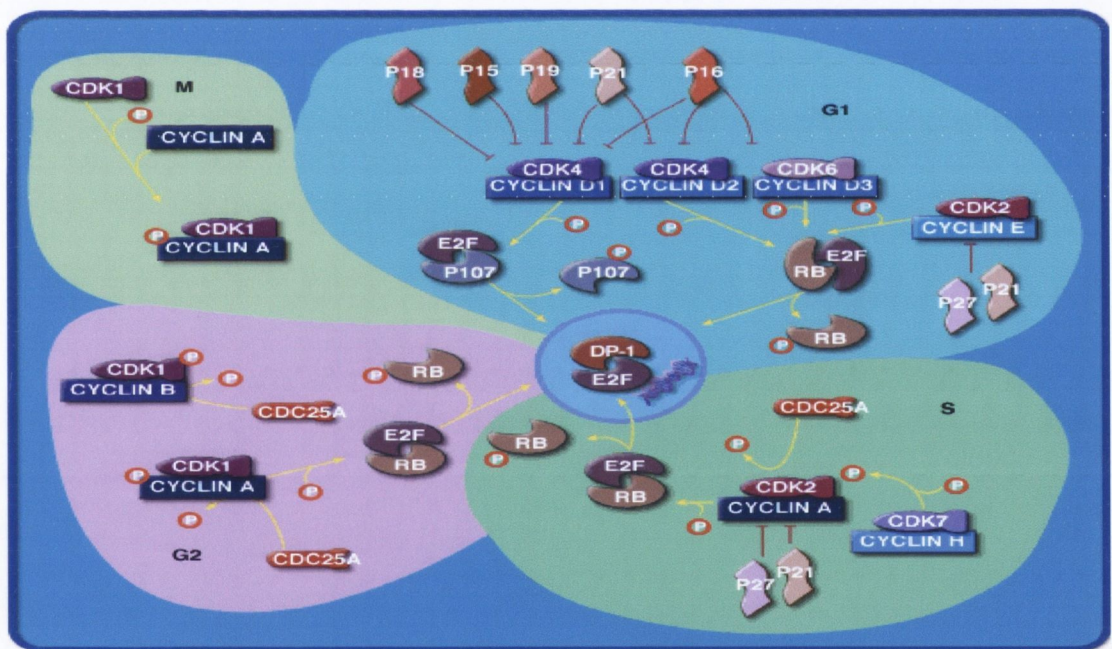 CDK1
M
P
CYCLIN A
CDK1
P
CYCLIN A
P18
P15
P19
P21
P16
G1
CDK4
CYCLIN D1
CDK4
CYCLIN D2
CDK6
CYCLIN D3
P
P
P
P
CDK2
CYCLIN E
E2F
P107
P
P107
RB
E2F
P27
P21
P
RB
DP-1
E2F
CDK1
P
CYCLIN B
P
CDC25A
P
RB
E2F
RB
P
CDK1
CYCLIN A
P
P
G2
CDC25A
S
CDC25A
P
RB
P
E2F
RB
P
CDK2
CYCLIN A
P
P
P
CDK7
CYCLIN H
P27
P21